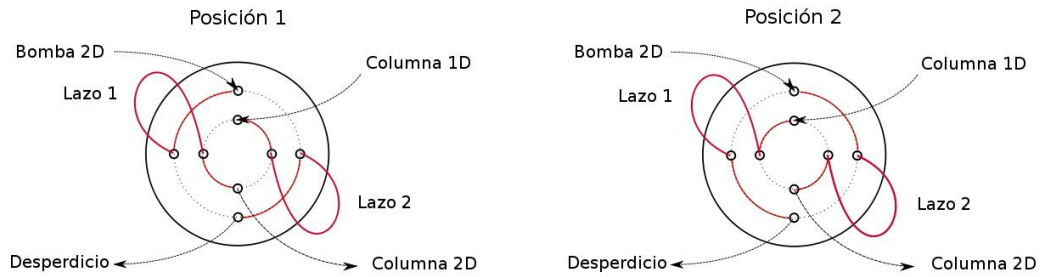 Posición 1
Bomba 2D
Columna 1D
Lazo 1
Lazo 2
Desperdicio
Columna 2D
Posición 2
Bomba 2D
Columna 1D
Lazo 1
Lazo 2
Desperdicio
Columna 2D